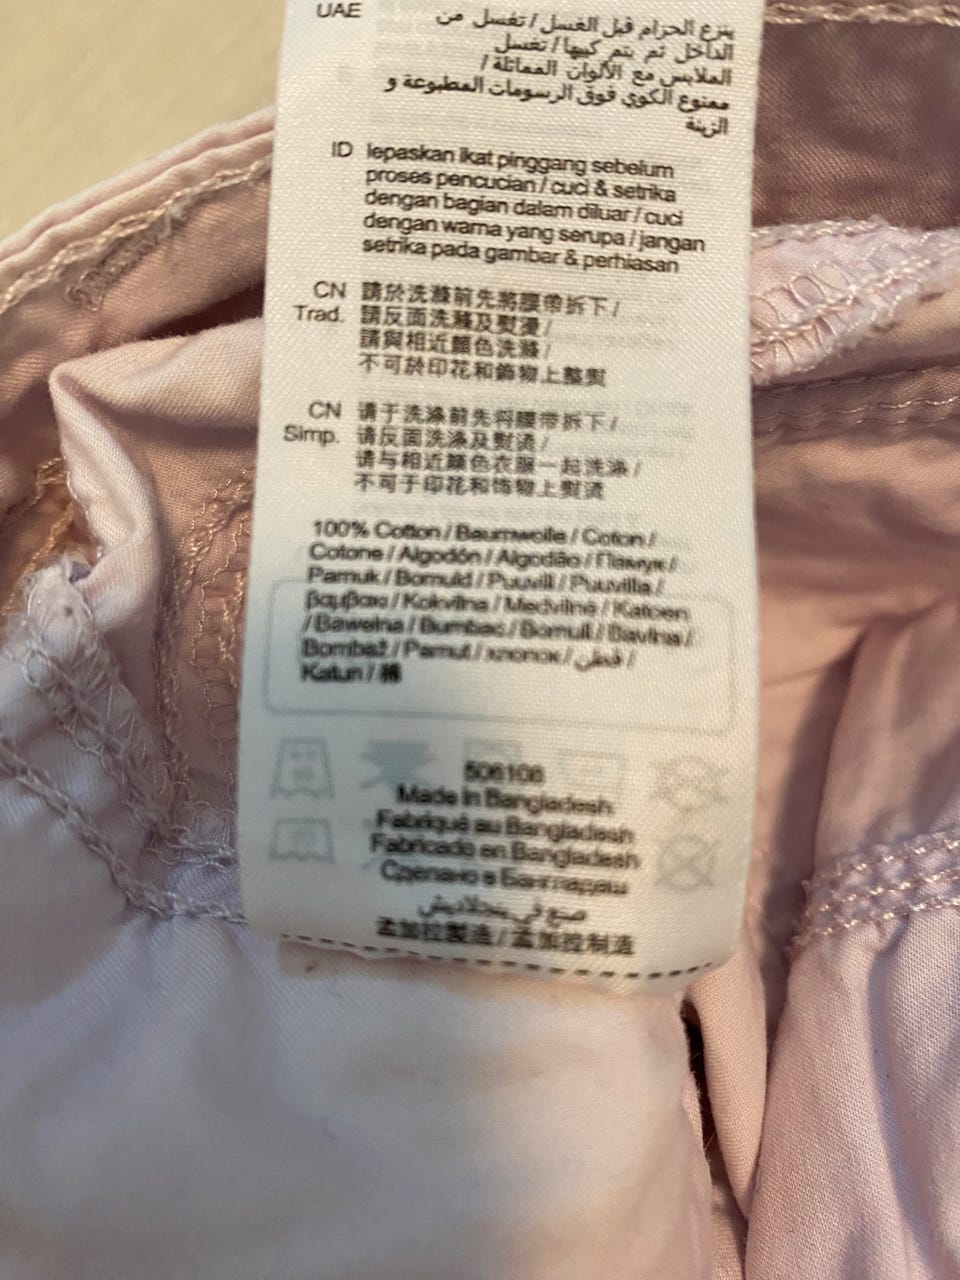 UAE
ينزع الحزام قبل الغسل / تغسل من
الداخل ثم يتم كيها / تغسل
الملابس مع الألوان المماثلة /
ممنوع الكوي فوق الرسومات المطبوعة و
الزينة
ID lepaskan ikat pinggang sebelum
proses pencucian / cuci & setrika
dengan bagian dalam diluar / cuci
dengan warna yang serupa / jangan
setrika pada gambar & perhiasan
CN 請於洗滌前先將腰帶拆下 /
Trad. 請反面洗滌及熨燙 /
請與相近顏色洗滌 /
不可於印花和飾物上整熨
CN 请于洗涤前先将腰带拆下 /
Simp. 请反面洗涤及熨烫 /
请与相近颜色衣服一起洗涤 /
不可于印花和饰物上熨烫
100% Cotton / Baumwolle / Coton /
Cotone / Algodón / Algodão / Памук /
Pamuk / Bomuld / Puuvill / Puuvilla /
βαμβακι / Kokvilna / Medvilnė / Katoen
/ Bawełna / Bumbac / Bomull / Bavlna /
Bombaž / Pamut / хлопок / قطن /
Katun / 棉
506108
Made in Bangladesh
Fabriqué au Bangladesh
Fabricado en Bangladesh
Сделано в Бангладеш
صنع في بنجلاديش
孟加拉製造 / 孟加拉制造